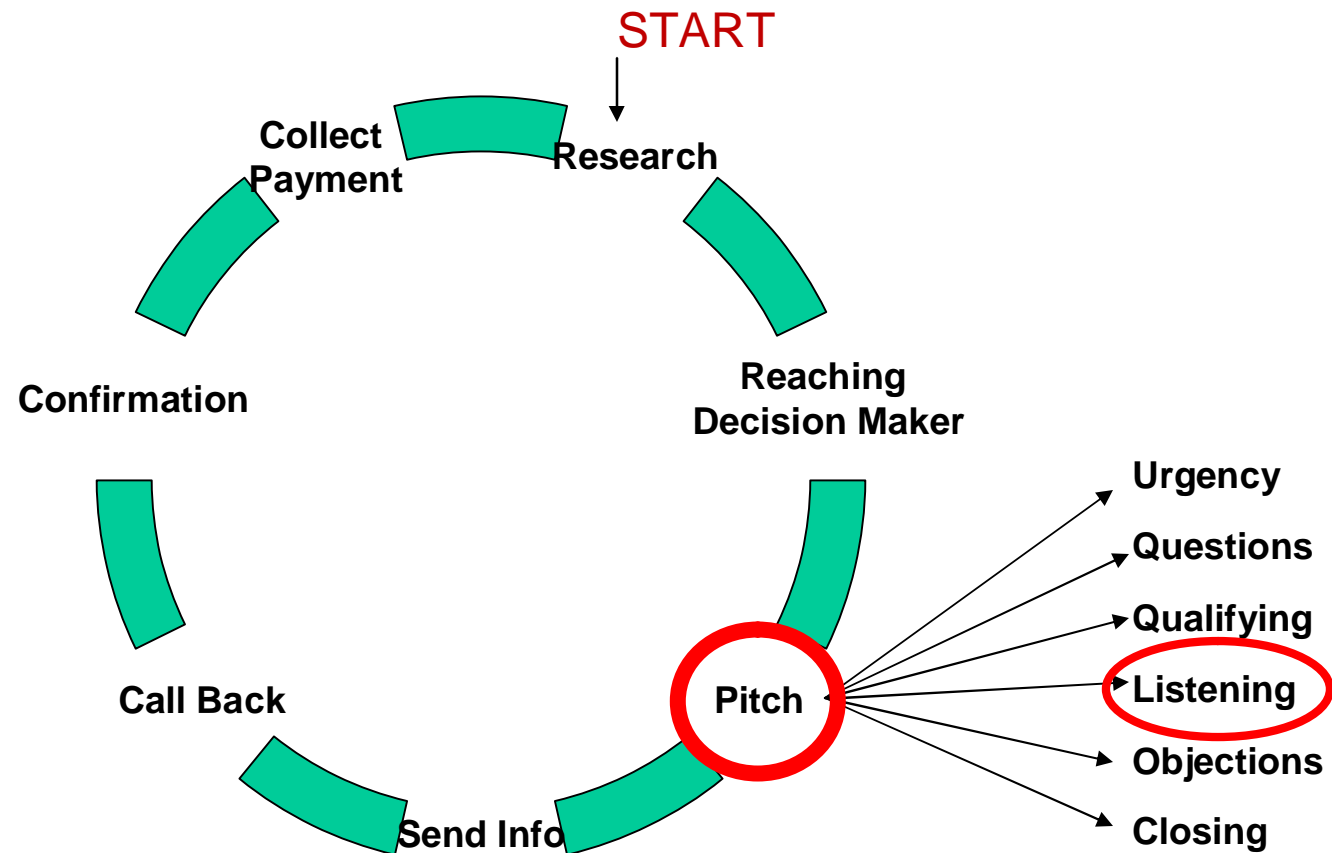 START
Research
Reaching
Decision Maker
Pitch
Urgency
Questions
Qualifying
Listening
Objections
Closing
Send Info
Call Back
Confirmation
Collect
Payment